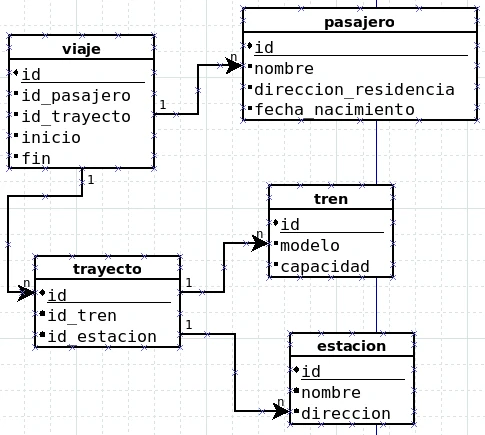 viaje
id
id_pasajero
id_trayecto
inicio
fin
pasajero
id
nombre
direccion_residencia
fecha_nacimiento
1
n
1
n
trayecto
id
id_tren
id_estacion
tren
id
modelo
capacidad
1
n
1
n
estacion
id
nombre
direccion